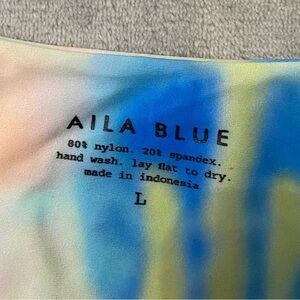 AILA BLUE
80% nylon. 20% spandex.
hand wash. lay flat to dry.
made in indonesia
L